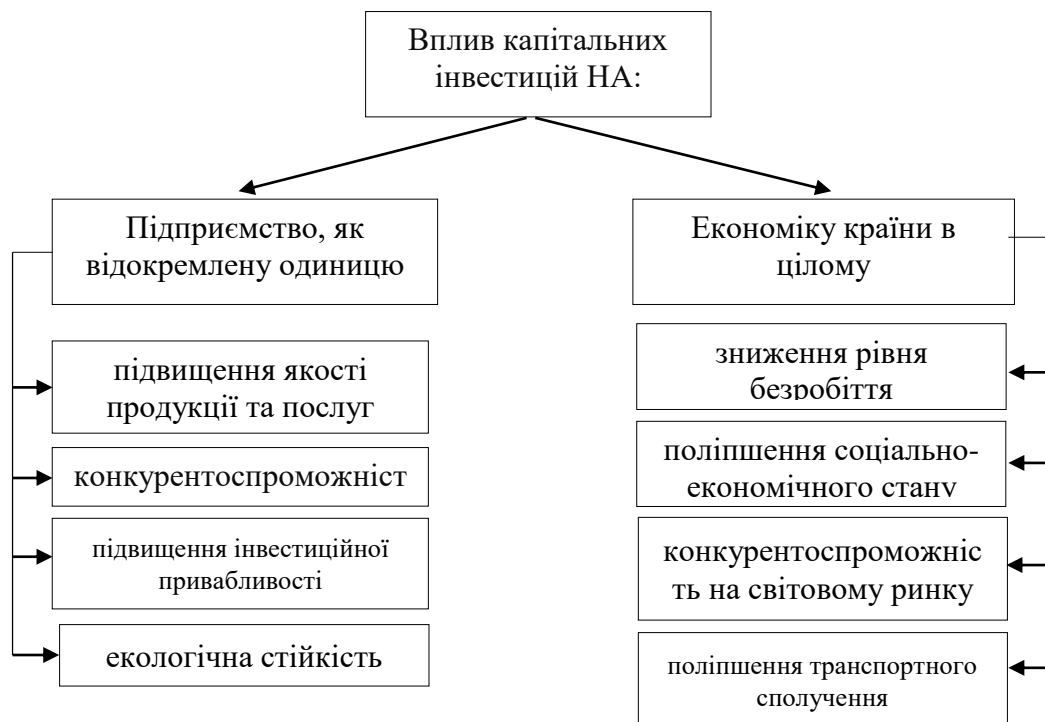 Вплив капітальних
інвестицій НА:
Підприємство, як
відокремлену одиницю
Економіку країни в
цілому
підвищення якості
продукції та послуг
конкурентоспроможніст
підвищення інвестиційної
привабливості
екологічна стійкість
зниження рівня
безробіття
поліпшення соціально-
економічного стану
конкурентоспроможніс
ть на світовому ринку
поліпшення транспортного
сполучення